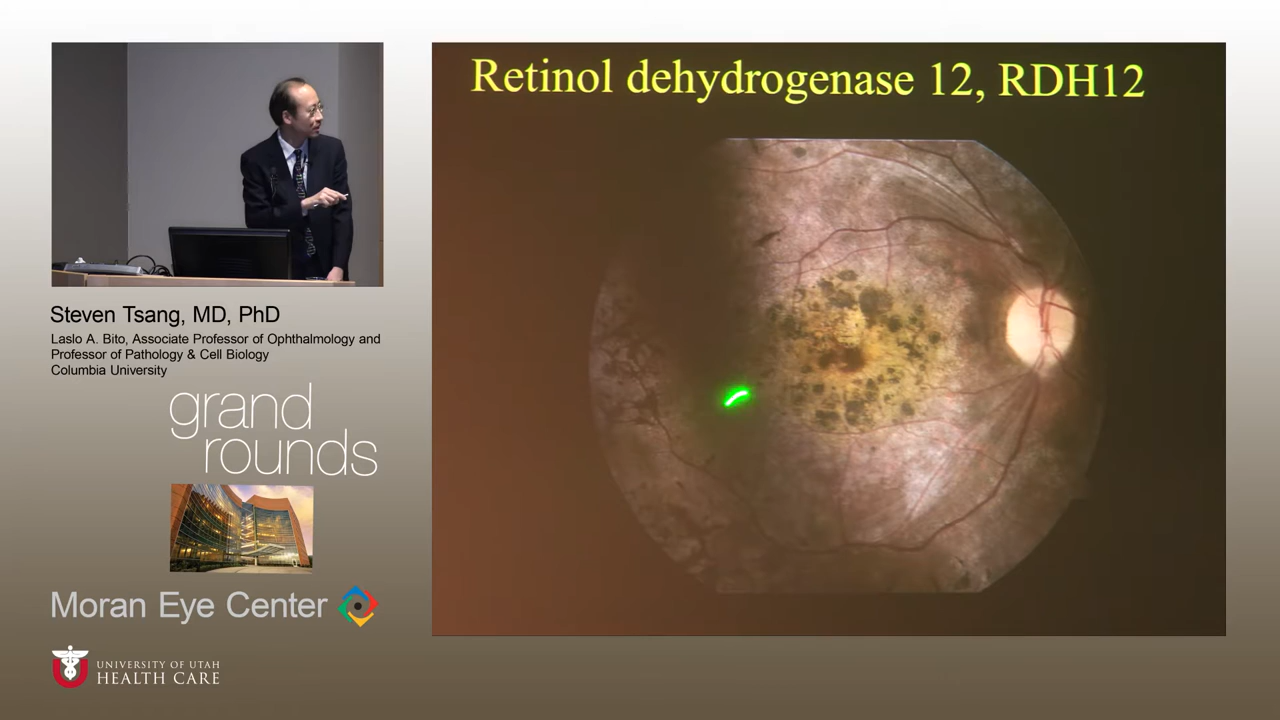 Retinol dehydrogenase 12, RDH12
Steven Tsang, MD, PhD
Laslo A. Bito, Associate Professor of Ophthalmology and
Professor of Pathology & Cell Biology
Columbia University
grand
rounds
Moran Eye Center
UNIVERSITY OF UTAH
HEALTH CARE